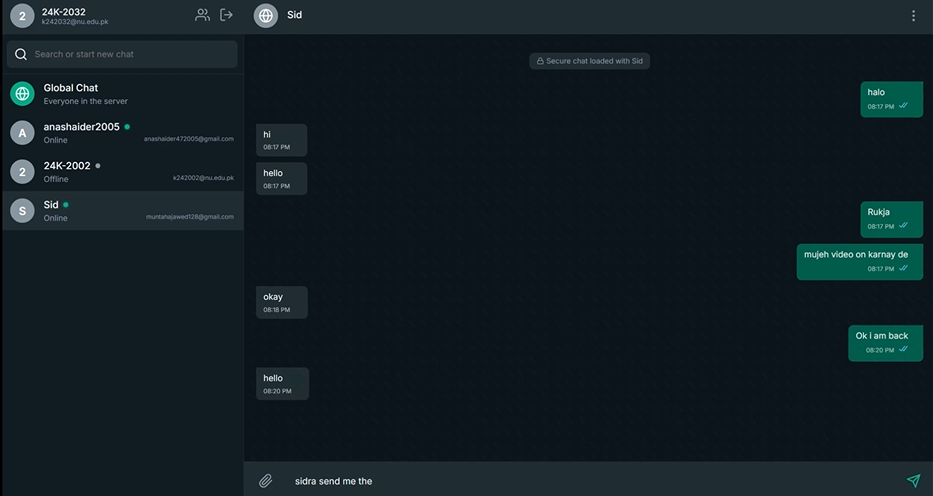 2
24K-2032
k242032@nu.edu.pk
Search or start new chat
Global Chat
Everyone in the server
A
anashaider2005
Online
anashaider472005@gmail.com
2
24K-2002
Offline
k242002@nu.edu.pk
S
Sid
Online
muntahajawed128@gmail.com
Sid
Secure chat loaded with Sid
halo
08:17 PM
hi
08:17 PM
hello
08:17 PM
Rukja
08:17 PM
mujeh video on karnay de
08:17 PM
okay
08:18 PM
Ok i am back
08:20 PM
hello
08:20 PM
sidra send me the